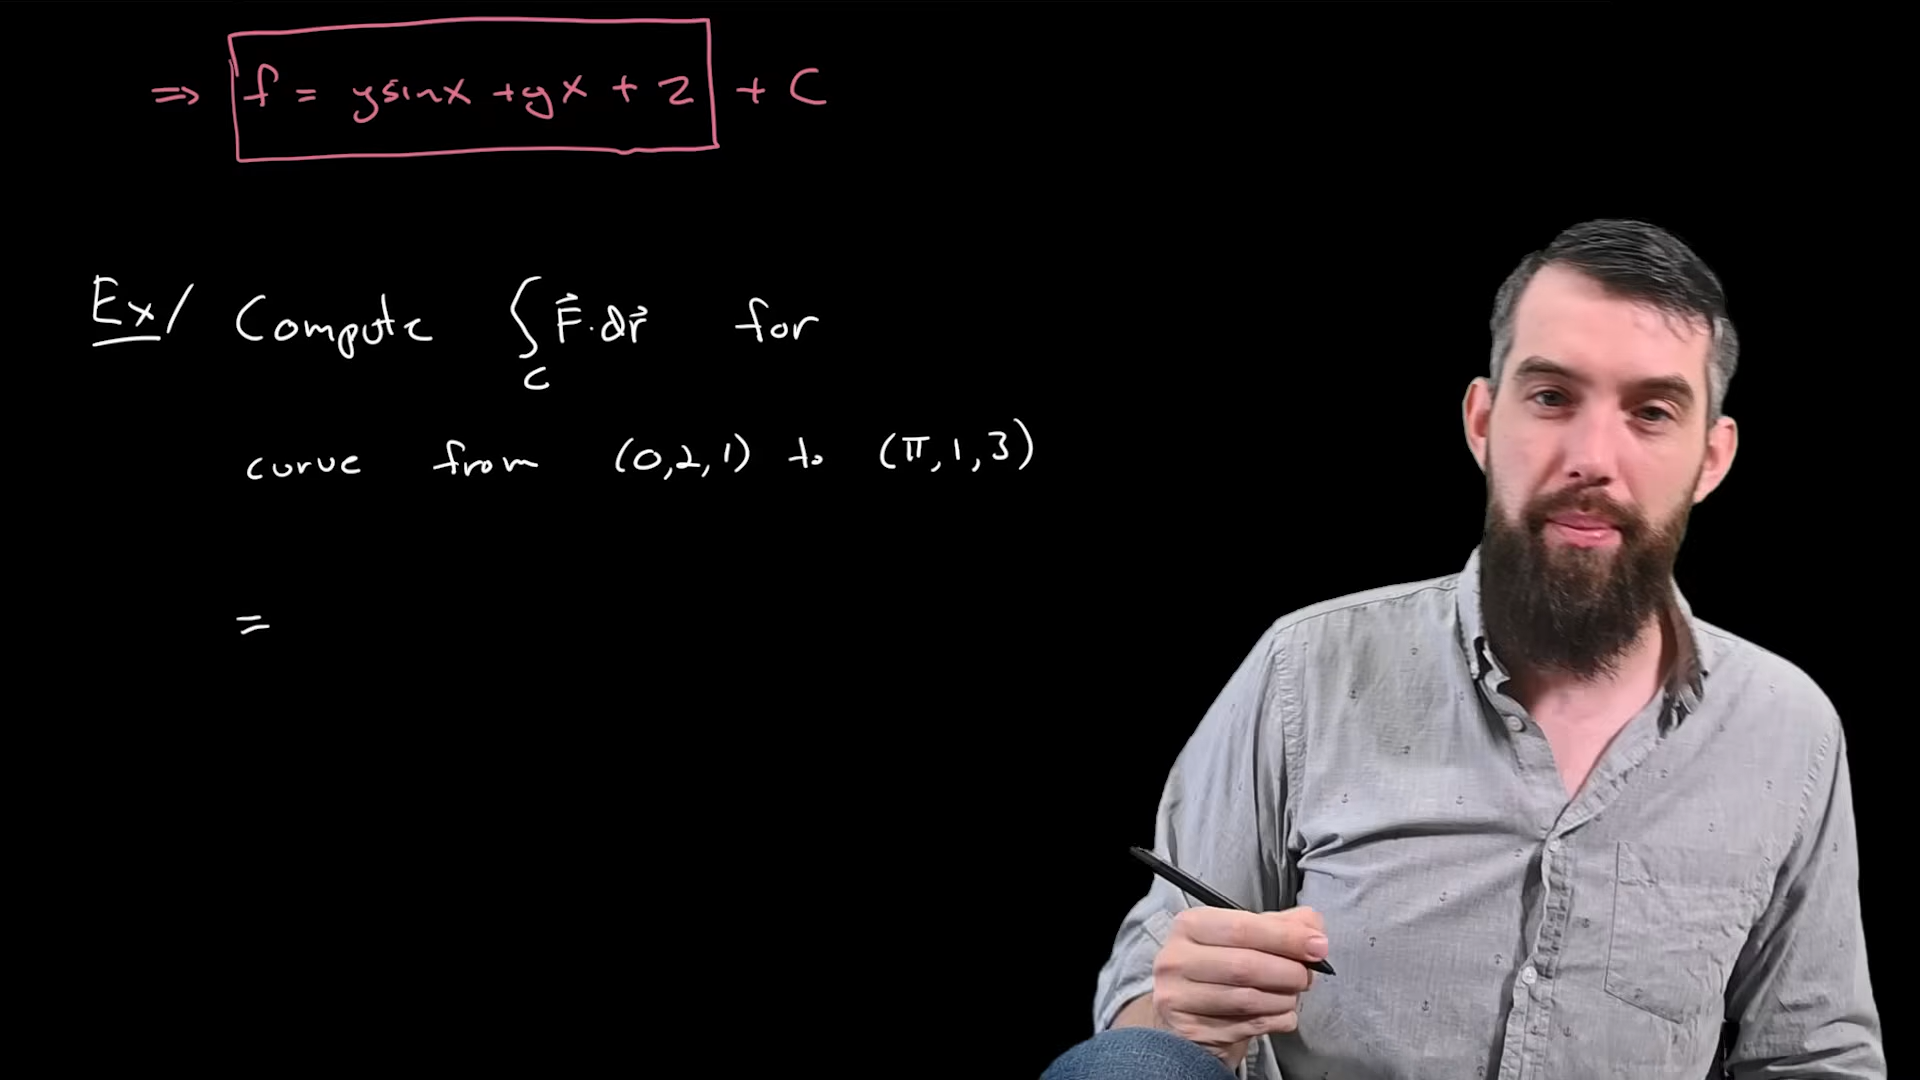 ⇒ f = ysinx + yx + z + C
Ex/ Compute ∫_C F⃗·dr⃗ for
curve from (0,2,1) to (π,1,3)
=